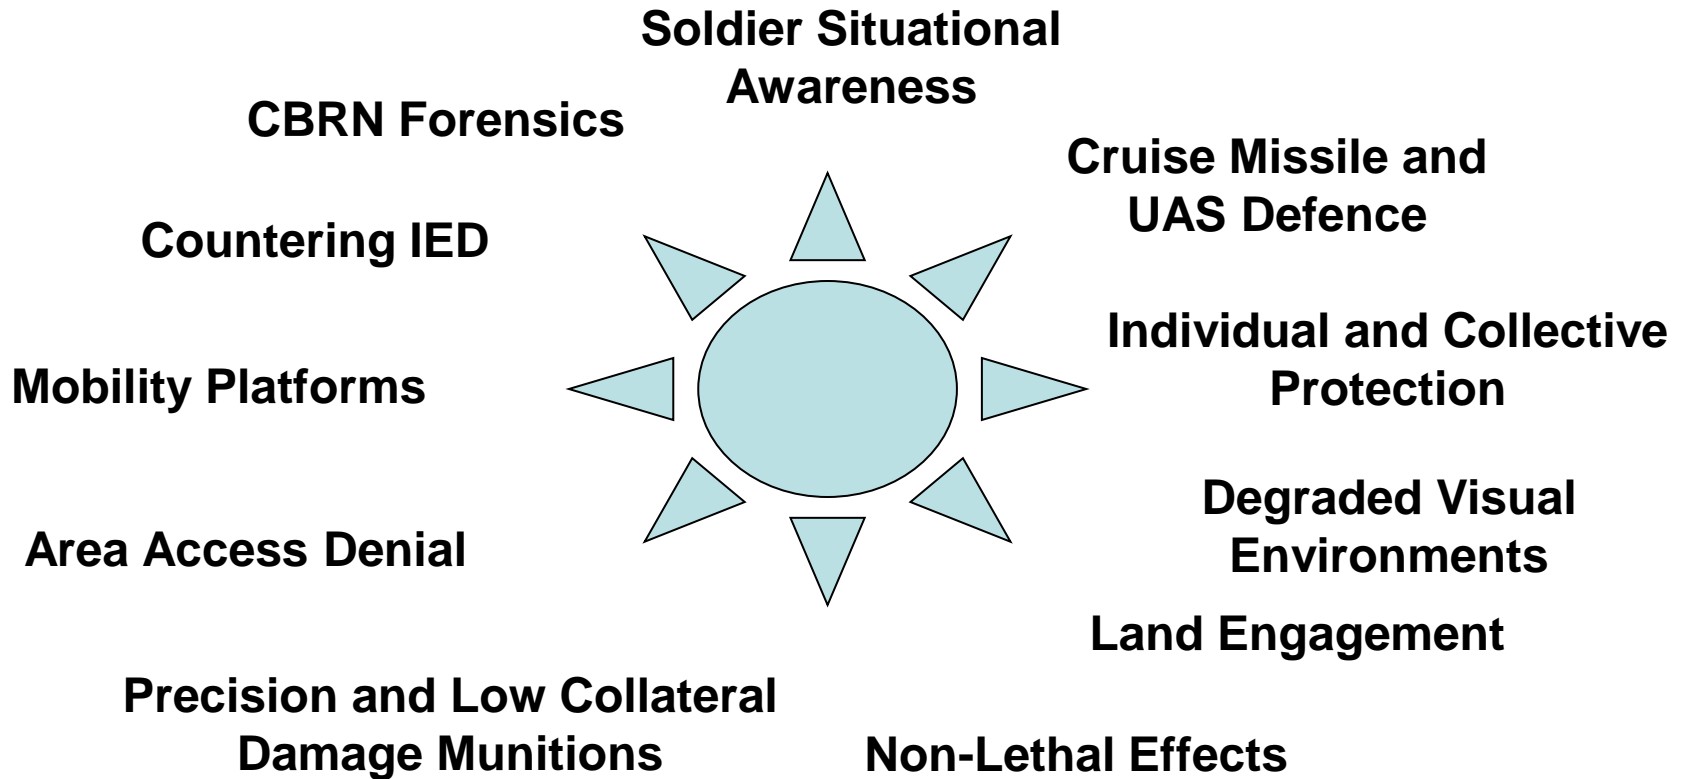 Soldier Situational
Awareness
CBRN Forensics
Cruise Missile and
UAS Defence
Countering IED
Individual and Collective
Protection
Mobility Platforms
Degraded Visual
Environments
Area Access Denial
Land Engagement
Precision and Low Collateral
Damage Munitions
Non-Lethal Effects